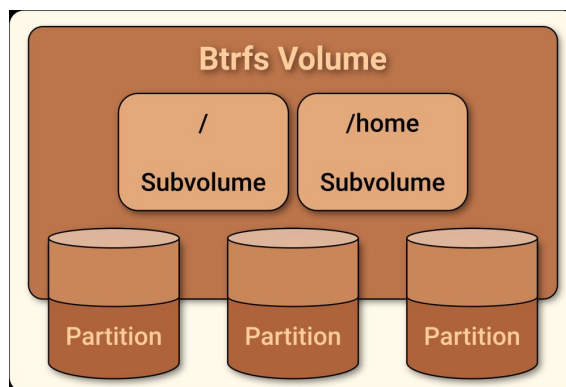 Btrfs Volume
/
Subvolume
/home
Subvolume
Partition
Partition
Partition